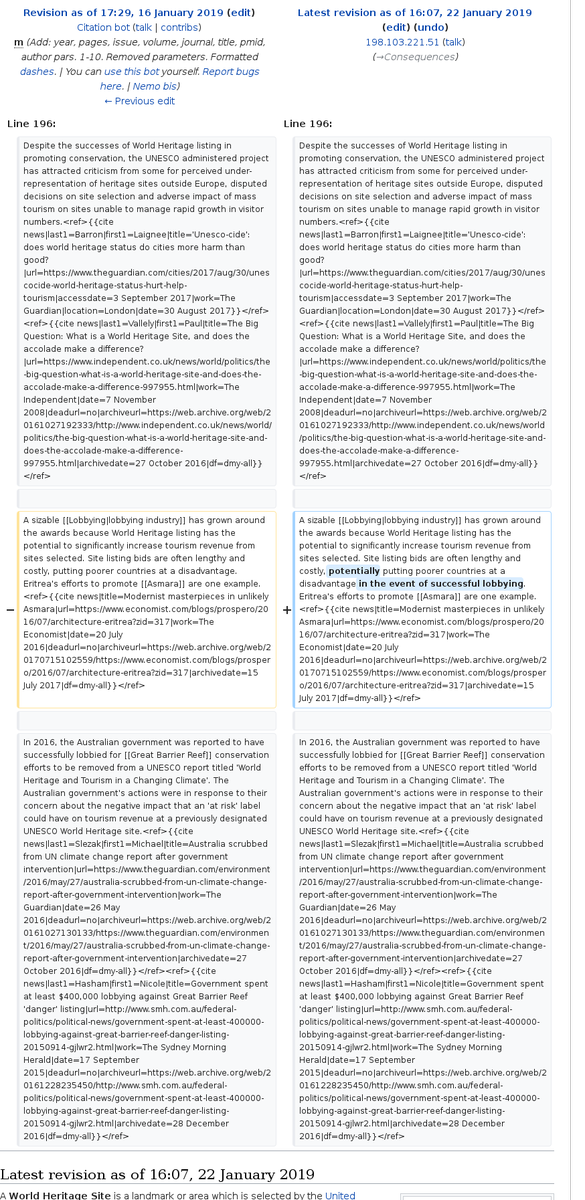 Revision as of 17:29, 16 January 2019 (edit)
Citation bot (talk | contribs)
m (Add: year, pages, issue, volume, journal, title, pmid,
author pars. 1-10. Removed parameters. Formatted
dashes. | You can use this bot yourself. Report bugs
here. | Nemo bis)
← Previous edit
Latest revision as of 16:07, 22 January 2019
(edit) (undo)
198.103.221.51 (talk)
(→Consequences)
Line 196:
Line 196:
Despite the successes of World Heritage listing in
promoting conservation, the UNESCO administered project
has attracted criticism from some for perceived under-
representation of heritage sites outside Europe, disputed
decisions on site selection and adverse impact of mass
tourism on sites unable to manage rapid growth in visitor
numbers.<ref>{{cite
news|last1=Barron|first1=Laignee|title='Unesco-cide':
does world heritage status do cities more harm than
good?
|url=https://www.theguardian.com/cities/2017/aug/30/unes
cocide-world-heritage-status-hurt-help-
tourism|accessdate=3 September 2017|work=The
Guardian|location=London|date=30 August 2017}}</ref>
<ref>{{cite news|last1=Vallely|first1=Paul|title=The Big
Question: What is a World Heritage Site, and does the
accolade make a difference?
|url=https://www.independent.co.uk/news/world/politics/the
-big-question-what-is-a-world-heritage-site-and-does-the-
accolade-make-a-difference-997955.html|work=The
Independent|date=7 November
2008|deadurl=no|archiveurl=https://web.archive.org/web/2
0161027192333/http://www.independent.co.uk/news/world/
politics/the-big-question-what-is-a-world-heritage-site-and-
does-the-accolade-make-a-difference-
997955.html|archivedate=27 October 2016|df=dmy-all}}
</ref>
Despite the successes of World Heritage listing in
promoting conservation, the UNESCO administered project
has attracted criticism from some for perceived under-
representation of heritage sites outside Europe, disputed
decisions on site selection and adverse impact of mass
tourism on sites unable to manage rapid growth in visitor
numbers.<ref>{{cite
news|last1=Barron|first1=Laignee|title='Unesco-cide':
does world heritage status do cities more harm than
good?
|url=https://www.theguardian.com/cities/2017/aug/30/unes
cocide-world-heritage-status-hurt-help-
tourism|accessdate=3 September 2017|work=The
Guardian|location=London|date=30 August 2017}}</ref>
<ref>{{cite news|last1=Vallely|first1=Paul|title=The Big
Question: What is a World Heritage Site, and does the
accolade make a difference?
|url=https://www.independent.co.uk/news/world/politics/the
-big-question-what-is-a-world-heritage-site-and-does-the-
accolade-make-a-difference-997955.html|work=The
Independent|date=7 November
2008|deadurl=no|archiveurl=https://web.archive.org/web/2
0161027192333/http://www.independent.co.uk/news/world
/politics/the-big-question-what-is-a-world-heritage-site-and-
does-the-accolade-make-a-difference-
997955.html|archivedate=27 October 2016|df=dmy-all}}
</ref>
−
A sizable [[Lobbying|lobbying industry]] has grown around
the awards because World Heritage listing has the
potential to significantly increase tourism revenue from
sites selected. Site listing bids are often lengthy and
costly, putting poorer countries at a disadvantage.
Eritrea's efforts to promote [[Asmara]] are one example.
<ref>{{cite news|title=Modernist masterpieces in unlikely
Asmara|url=https://www.economist.com/blogs/prospero/20
16/07/architecture-eritrea?zid=317|work=The
Economist|date=20 July
2016|deadurl=no|archiveurl=https://web.archive.org/web/2
0170715102559/https://www.economist.com/blogs/prosper
o/2016/07/architecture-eritrea?zid=317|archivedate=15
July 2017|df=dmy-all}}</ref>
+
A sizable [[Lobbying|lobbying industry]] has grown around
the awards because World Heritage listing has the
potential to significantly increase tourism revenue from
sites selected. Site listing bids are often lengthy and
costly, potentially putting poorer countries at a
disadvantage in the event of successful lobbying.
Eritrea's efforts to promote [[Asmara]] are one example.
<ref>{{cite news|title=Modernist masterpieces in unlikely
Asmara|url=https://www.economist.com/blogs/prospero/20
16/07/architecture-eritrea?zid=317|work=The
Economist|date=20 July
2016|deadurl=no|archiveurl=https://web.archive.org/web/2
0170715102559/https://www.economist.com/blogs/prosper
o/2016/07/architecture-eritrea?zid=317|archivedate=15
July 2017|df=dmy-all}}</ref>
In 2016, the Australian government was reported to have
successfully lobbied for [[Great Barrier Reef]] conservation
efforts to be removed from a UNESCO report titled 'World
Heritage and Tourism in a Changing Climate'. The
Australian government's actions were in response to their
concern about the negative impact that an 'at risk' label
could have on tourism revenue at a previously designated
UNESCO World Heritage site.<ref>{{cite
news|last1=Slezak|first1=Michael|title=Australia scrubbed
from UN climate change report after government
intervention|url=https://www.theguardian.com/environment
/2016/may/27/australia-scrubbed-from-un-climate-change-
report-after-government-intervention|work=The
Guardian|date=26 May
2016|deadurl=no|archiveurl=https://web.archive.org/web/2
0161027130133/https://www.theguardian.com/environmen
t/2016/may/27/australia-scrubbed-from-un-climate-change-
report-after-government-intervention|archivedate=27
October 2016|df=dmy-all}}</ref><ref>{{cite
news|last1=Hasham|first1=Nicole|title=Government spent
at least $400,000 lobbying against Great Barrier Reef
'danger' listing|url=http://www.smh.com.au/federal-
politics/political-news/government-spent-at-least-400000-
lobbying-against-great-barrier-reef-danger-listing-
20150914-gjlwr2.html|work=The Sydney Morning
Herald|date=17 September
2015|deadurl=no|archiveurl=https://web.archive.org/web/2
0161228235450/http://www.smh.com.au/federal-
politics/political-news/government-spent-at-least-400000-
lobbying-against-great-barrier-reef-danger-listing-
20150914-gjlwr2.html|archivedate=28 December
2016|df=dmy-all}}</ref>
In 2016, the Australian government was reported to have
successfully lobbied for [[Great Barrier Reef]] conservation
efforts to be removed from a UNESCO report titled 'World
Heritage and Tourism in a Changing Climate'. The
Australian government's actions were in response to their
concern about the negative impact that an 'at risk' label
could have on tourism revenue at a previously designated
UNESCO World Heritage site.<ref>{{cite
news|last1=Slezak|first1=Michael|title=Australia scrubbed
from UN climate change report after government
intervention|url=https://www.theguardian.com/environment
/2016/may/27/australia-scrubbed-from-un-climate-change-
report-after-government-intervention|work=The
Guardian|date=26 May
2016|deadurl=no|archiveurl=https://web.archive.org/web/2
0161027130133/https://www.theguardian.com/environmen
t/2016/may/27/australia-scrubbed-from-un-climate-change-
report-after-government-intervention|archivedate=27
October 2016|df=dmy-all}}</ref><ref>{{cite
news|last1=Hasham|first1=Nicole|title=Government spent
at least $400,000 lobbying against Great Barrier Reef
'danger' listing|url=http://www.smh.com.au/federal-
politics/political-news/government-spent-at-least-400000-
lobbying-against-great-barrier-reef-danger-listing-
20150914-gjlwr2.html|work=The Sydney Morning
Herald|date=17 September
2015|deadurl=no|archiveurl=https://web.archive.org/web/2
0161228235450/http://www.smh.com.au/federal-
politics/political-news/government-spent-at-least-400000-
lobbying-against-great-barrier-reef-danger-listing-
20150914-gjlwr2.html|archivedate=28 December
2016|df=dmy-all}}</ref>
Latest revision as of 16:07, 22 January 2019
A World Heritage Site is a landmark or area which is selected by the United